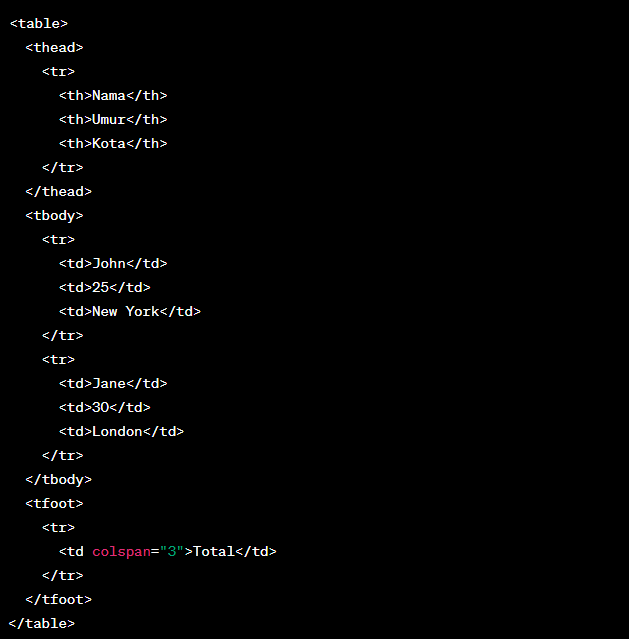 <table>
<thead>
<tr>
<th>Nama</th>
<th>Umur</th>
<th>Kota</th>
</tr>
</thead>
<tbody>
<tr>
<td>John</td>
<td>25</td>
<td>New York</td>
</tr>
<tr>
<td>Jane</td>
<td>30</td>
<td>London</td>
</tr>
</tbody>
<tfoot>
<tr>
<td colspan="3">Total</td>
</tr>
</tfoot>
</table>